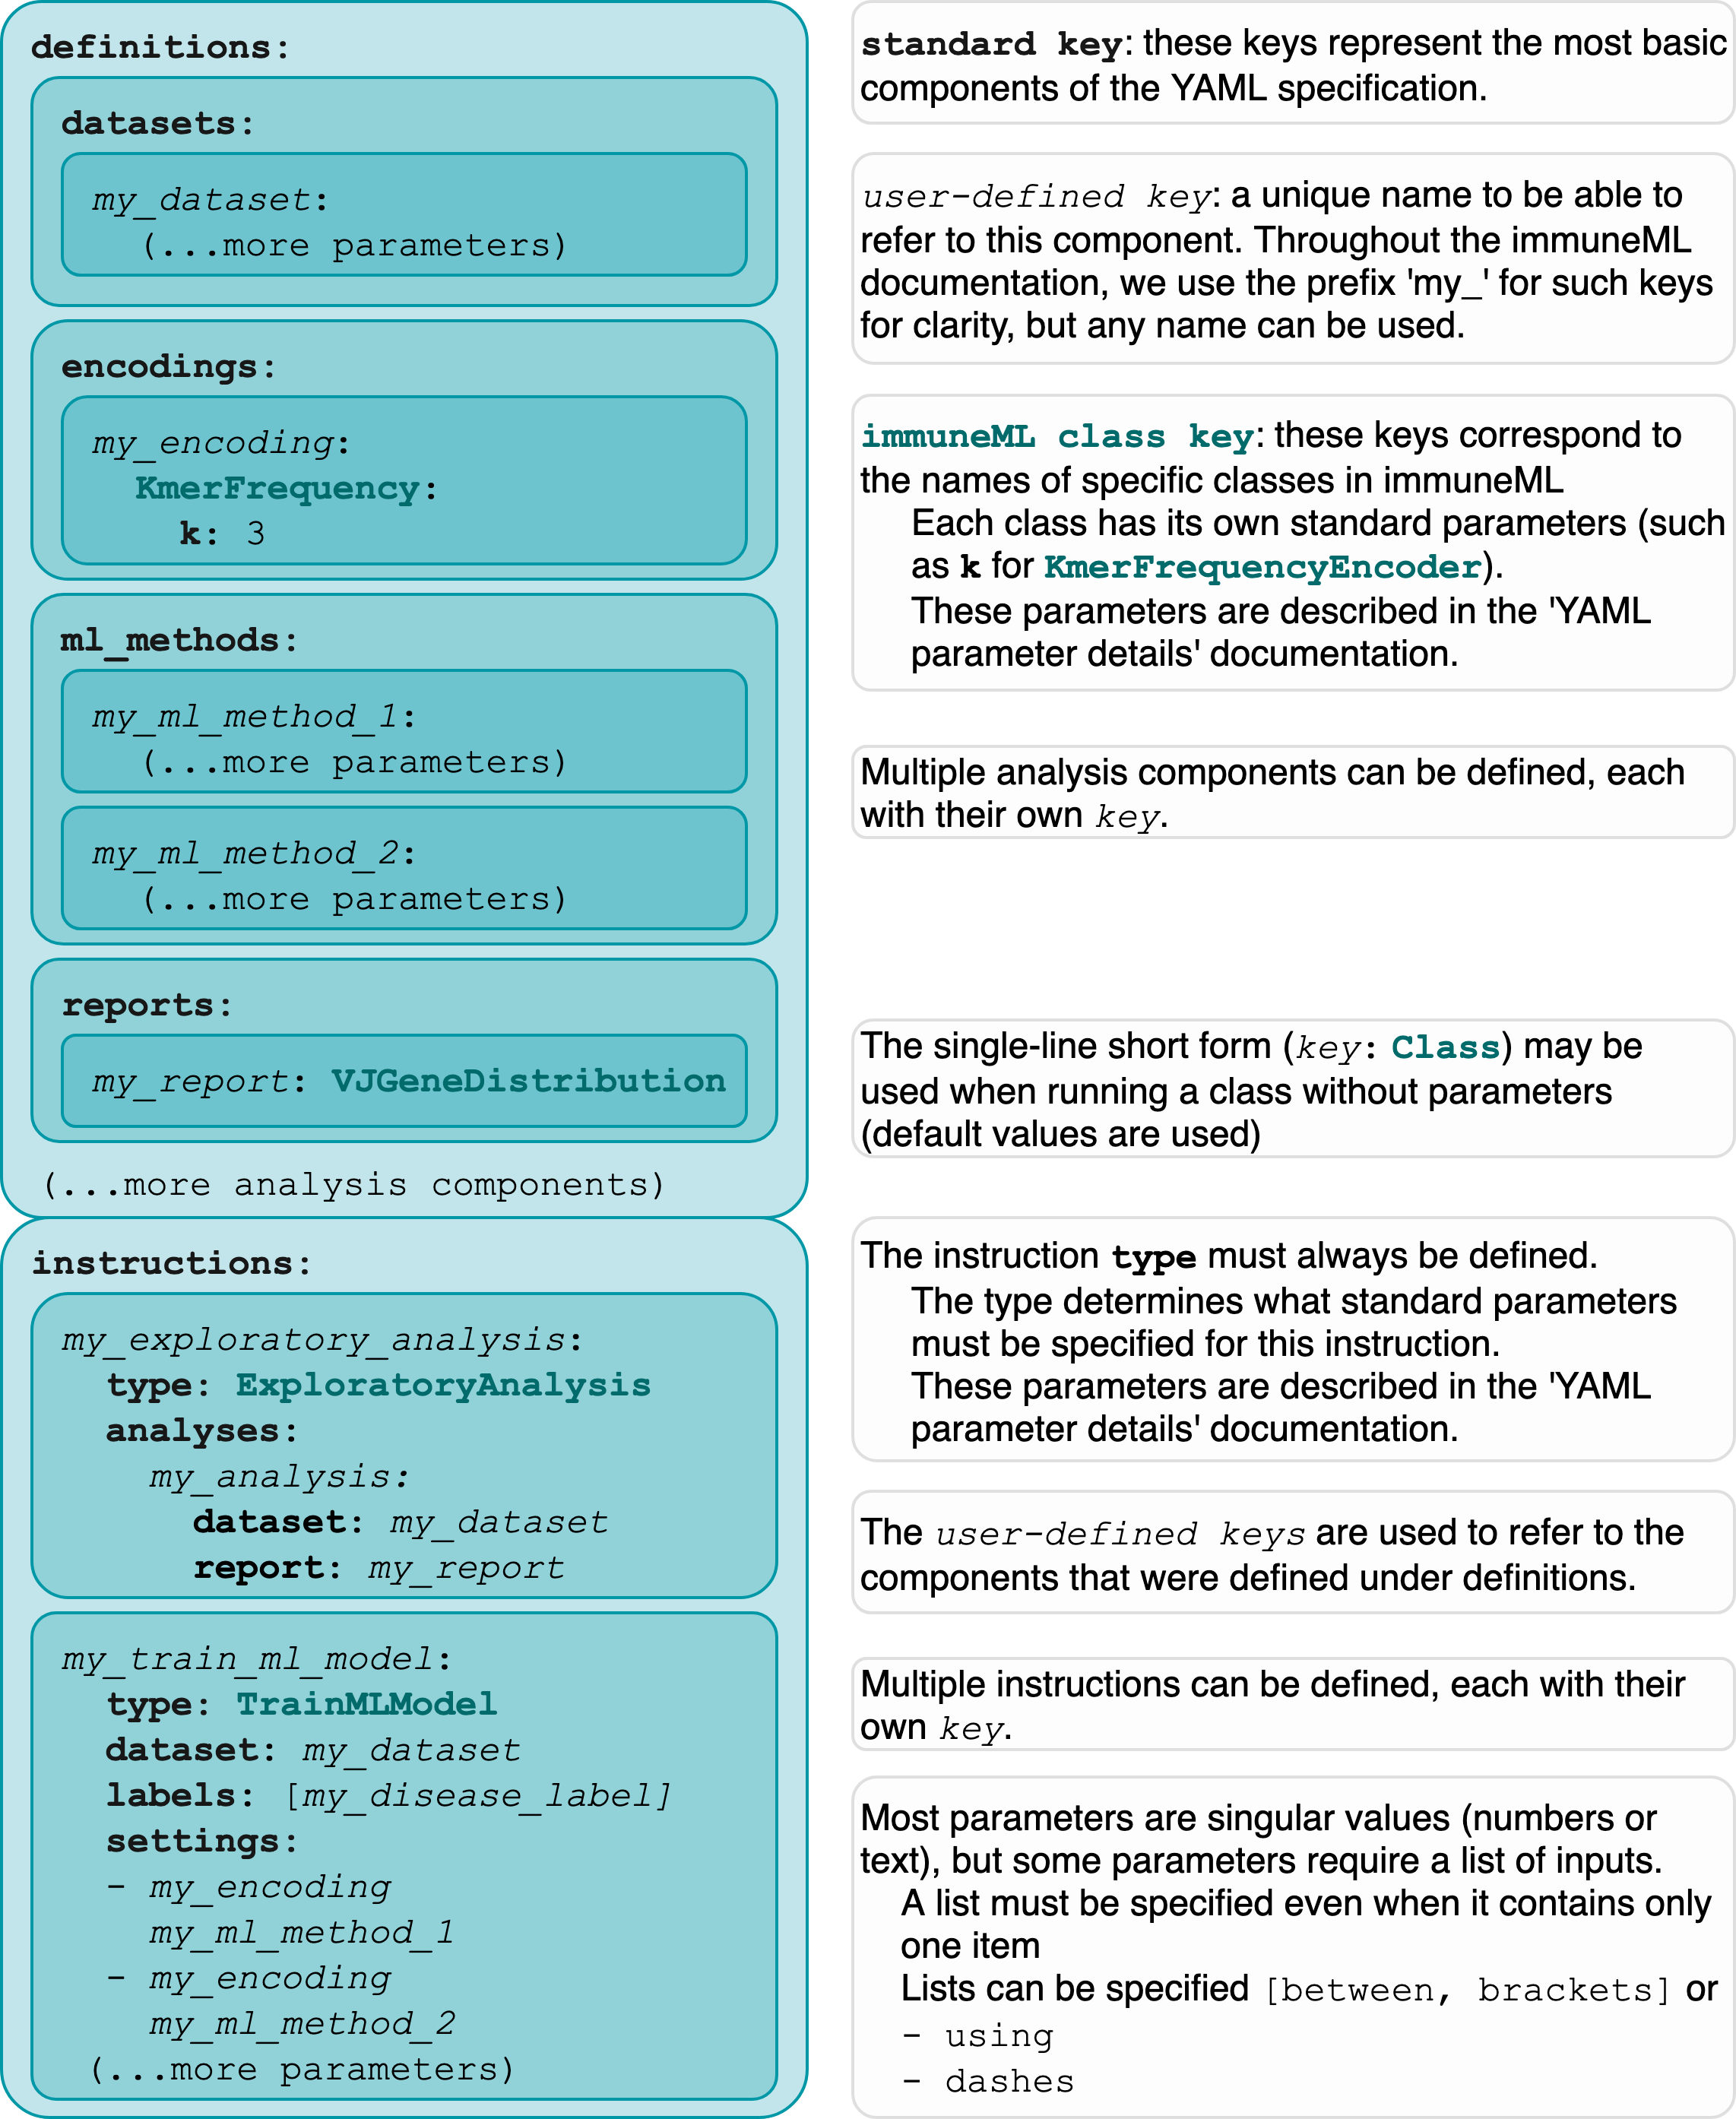 definitions:
datasets:
my_dataset:
(...more parameters)
encodings:
my_encoding:
KmerFrequency:
k: 3
ml_methods:
my_ml_method_1:
(...more parameters)
my_ml_method_2:
(...more parameters)
reports:
my_report: VJGeneDistribution
(...more analysis components)
instructions:
my_exploratory_analysis:
type: ExploratoryAnalysis
analyses:
my_analysis:
dataset: my_dataset
report: my_report
my_train_ml_model:
type: TrainMLModel
dataset: my_dataset
labels: [my_disease_label]
settings:
- my_encoding
my_ml_method_1
- my_encoding
my_ml_method_2
(...more parameters)
standard key: these keys represent the most basic
components of the YAML specification.
user-defined key: a unique name to be able to
refer to this component. Throughout the immuneML
documentation, we use the prefix 'my_' for such keys
for clarity, but any name can be used.
immuneML class key: these keys correspond to
the names of specific classes in immuneML
Each class has its own standard parameters (such
as k for KmerFrequencyEncoder).
These parameters are described in the 'YAML
parameter details' documentation.
Multiple analysis components can be defined, each
with their own key.
The single-line short form (key: Class) may be
used when running a class without parameters
(default values are used)
The instruction type must always be defined.
The type determines what standard parameters
must be specified for this instruction.
These parameters are described in the 'YAML
parameter details' documentation.
The user-defined keys are used to refer to the
components that were defined under definitions.
Multiple instructions can be defined, each with their
own key.
Most parameters are singular values (numbers or
text), but some parameters require a list of inputs.
A list must be specified even when it contains only
one item
Lists can be specified [between, brackets] or
- using
- dashes